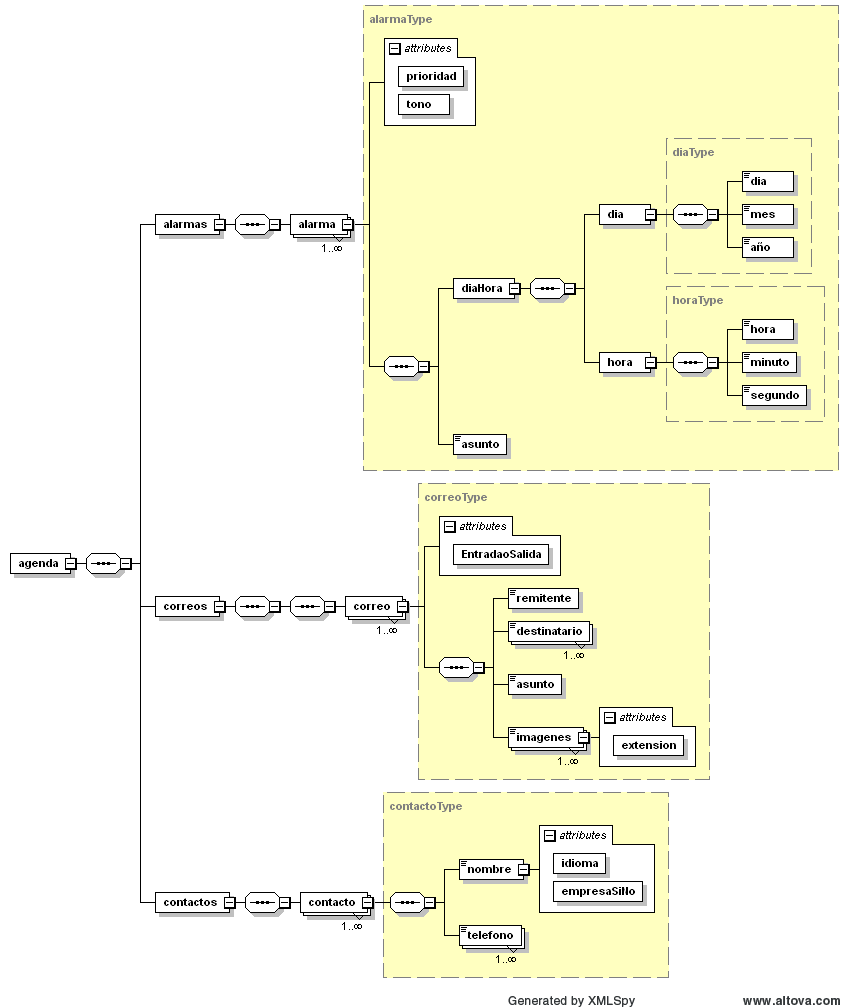 alarmaType
attributes
prioridad
tono
diaType
dia
mes
año
dia
alarmas
alarma
1..∞
diaHora
horaType
hora
minuto
segundo
hora
asunto
correoType
attributes
EntradaoSalida
agenda
correos
correo
1..∞
remitente
destinatario
1..∞
asunto
imagenes
1..∞
attributes
extension
contactoType
attributes
idioma
empresaSiNo
nombre
contactos
contacto
1..∞
telefono
1..∞
Generated by XMLSpy
www.altova.com